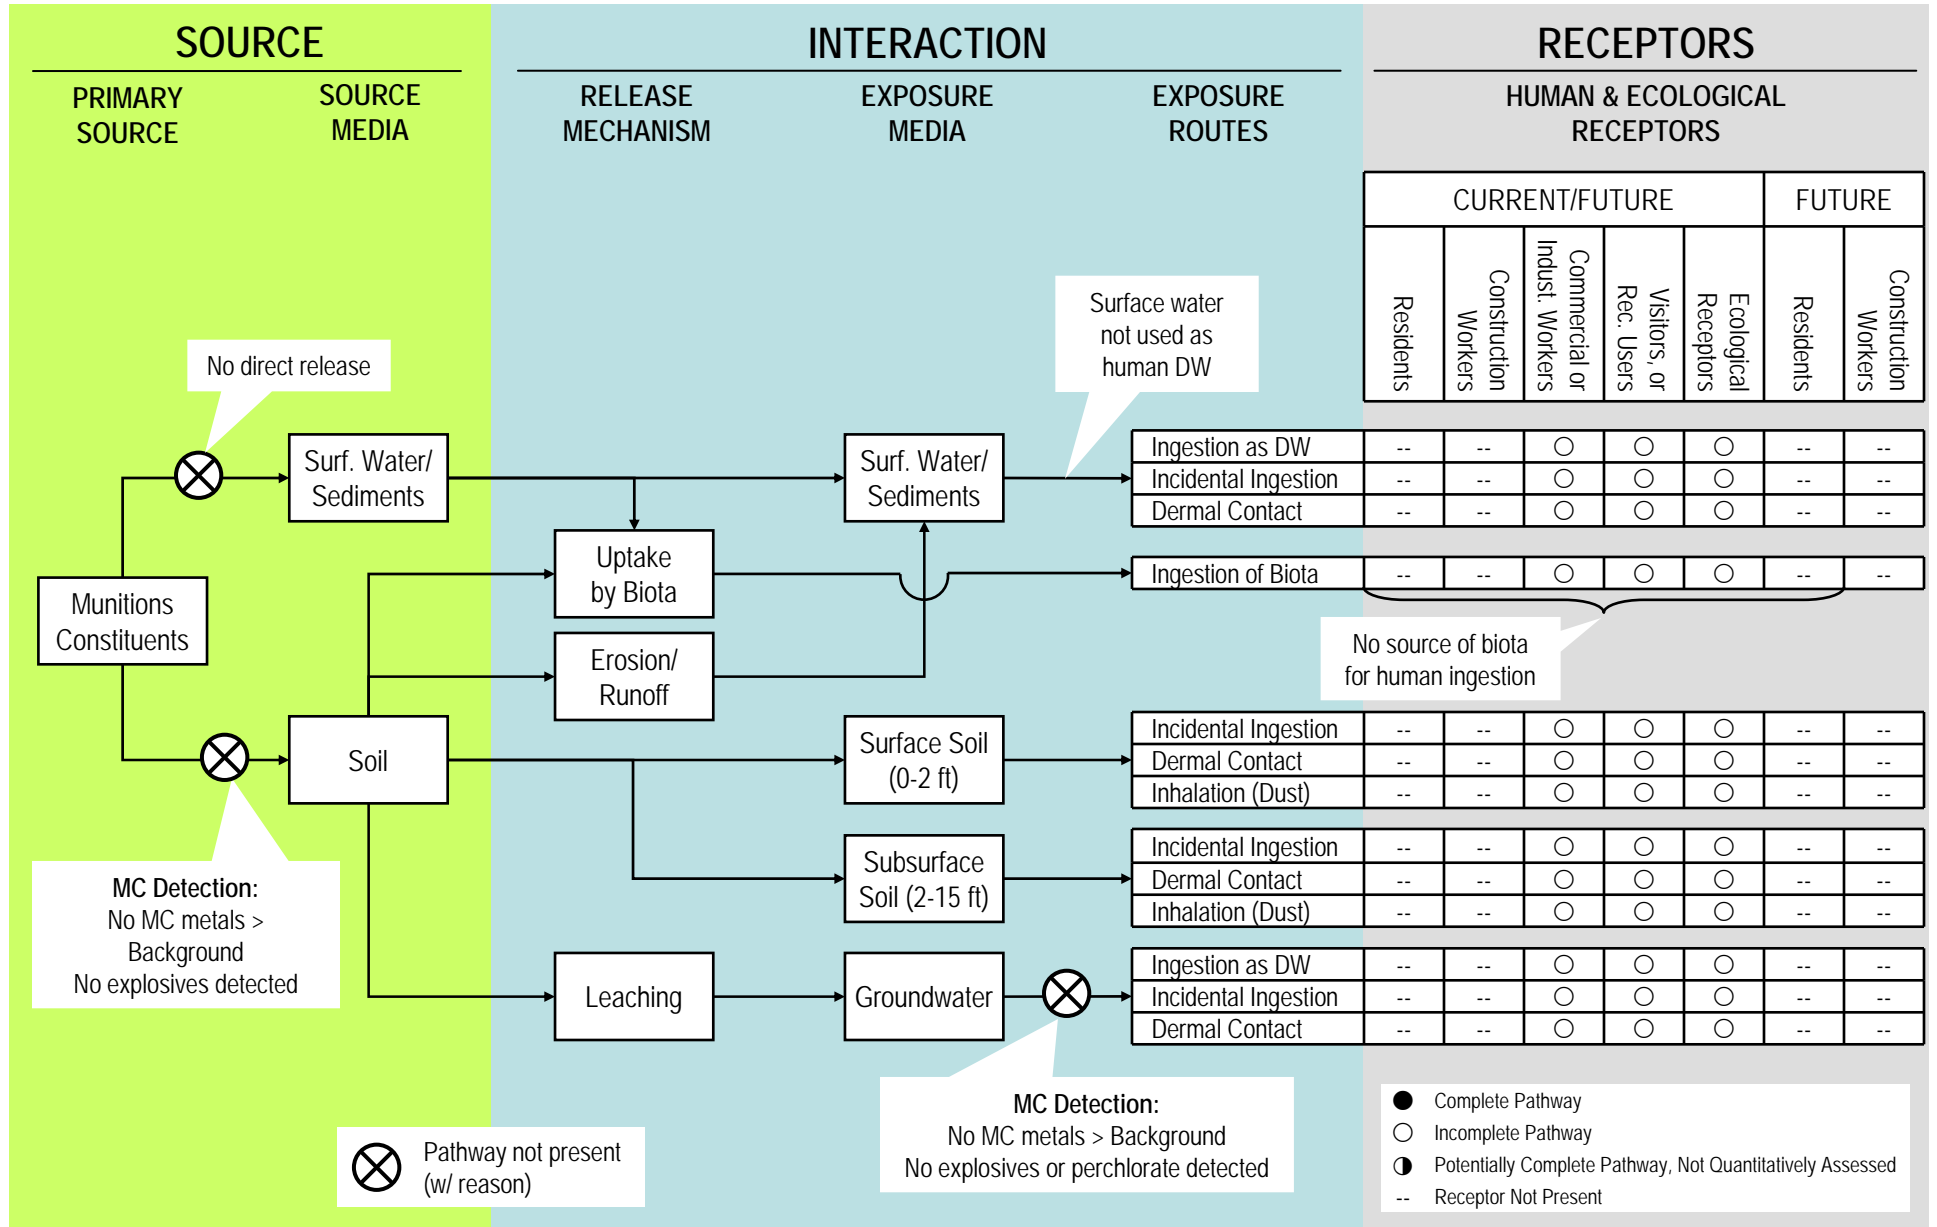 SOURCE
INTERACTION
RECEPTORS
PRIMARY
SOURCE
SOURCE
MEDIA
RELEASE
MECHANISM
EXPOSURE
MEDIA
EXPOSURE
ROUTES
HUMAN & ECOLOGICAL
RECEPTORS
CURRENT/FUTURE
FUTURE
Residents
Construction
Workers
Commercial or
Indust. Workers
Visitors, or
Rec. Users
Ecological
Receptors
Residents
Construction
Workers
No direct release
Surface water
not used as
human DW
Surf. Water/
Sediments
Surf. Water/
Sediments
Ingestion as DW -- -- ○ ○ ○ -- --
Incidental Ingestion -- -- ○ ○ ○ -- --
Dermal Contact -- -- ○ ○ ○ -- --
Uptake
by Biota
Ingestion of Biota -- -- ○ ○ ○ -- --
Munitions
Constituents
No source of biota
for human ingestion
Erosion/
Runoff
Soil
Surface Soil
(0-2 ft)
Incidental Ingestion -- -- ○ ○ ○ -- --
Dermal Contact -- -- ○ ○ ○ -- --
Inhalation (Dust) -- -- ○ ○ ○ -- --
Subsurface
Soil (2-15 ft)
Incidental Ingestion -- -- ○ ○ ○ -- --
Dermal Contact -- -- ○ ○ ○ -- --
Inhalation (Dust) -- -- ○ ○ ○ -- --
MC Detection:
No MC metals >
Background
No explosives detected
Leaching
Groundwater
Ingestion as DW -- -- ○ ○ ○ -- --
Incidental Ingestion -- -- ○ ○ ○ -- --
Dermal Contact -- -- ○ ○ ○ -- --
MC Detection:
No MC metals > Background
No explosives or perchlorate detected
Pathway not present
(w/ reason)
● Complete Pathway
○ Incomplete Pathway
◑ Potentially Complete Pathway, Not Quantitatively Assessed
-- Receptor Not Present